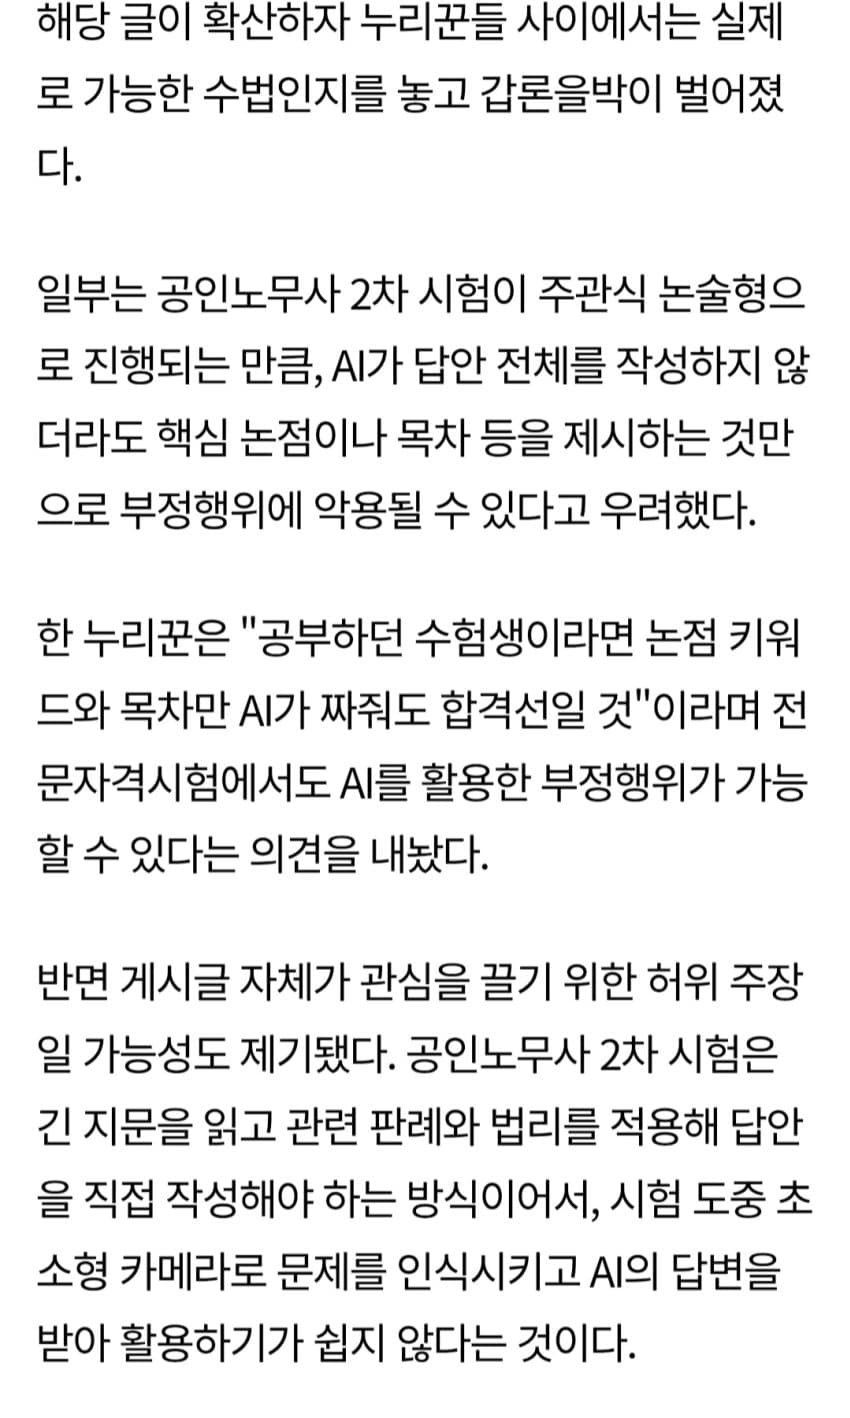 해당 글이 확산하자 누리꾼들 사이에서는 실제
로 가능한 수법인지를 놓고 갑론을박이 벌어졌
다.
일부는 공인노무사 2차 시험이 주관식 논술형으
로 진행되는 만큼, AI가 답안 전체를 작성하지 않
더라도 핵심 논점이나 목차 등을 제시하는 것만
으로 부정행위에 악용될 수 있다고 우려했다.
한 누리꾼은 "공부하던 수험생이라면 논점 키워
드와 목차만 AI가 짜줘도 합격선일 것"이라며 전
문자격시험에서도 AI를 활용한 부정행위가 가능
할 수 있다는 의견을 내놨다.
반면 게시글 자체가 관심을 끌기 위한 허위 주장
일 가능성도 제기됐다. 공인노무사 2차 시험은
긴 지문을 읽고 관련 판례와 법리를 적용해 답안
을 직접 작성해야 하는 방식이어서, 시험 도중 초
소형 카메라로 문제를 인식시키고 AI의 답변을
받아 활용하기가 쉽지 않다는 것이다.